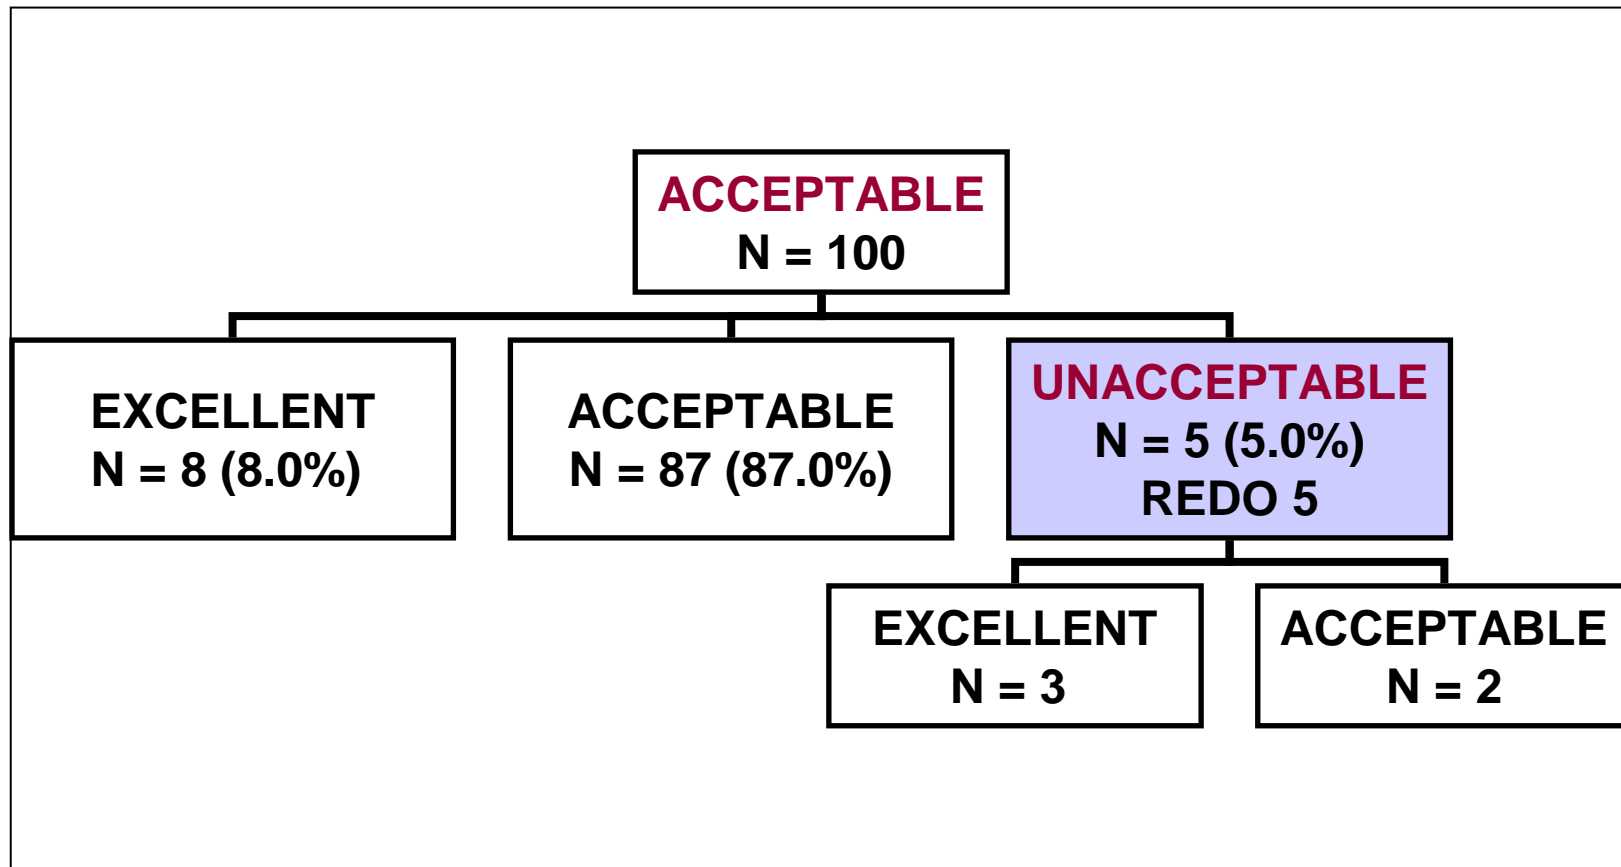 ACCEPTABLE
N = 100
EXCELLENT
N = 8 (8.0%)
ACCEPTABLE
N = 87 (87.0%)
UNACCEPTABLE
N = 5 (5.0%)
REDO 5
EXCELLENT
N = 3
ACCEPTABLE
N = 2